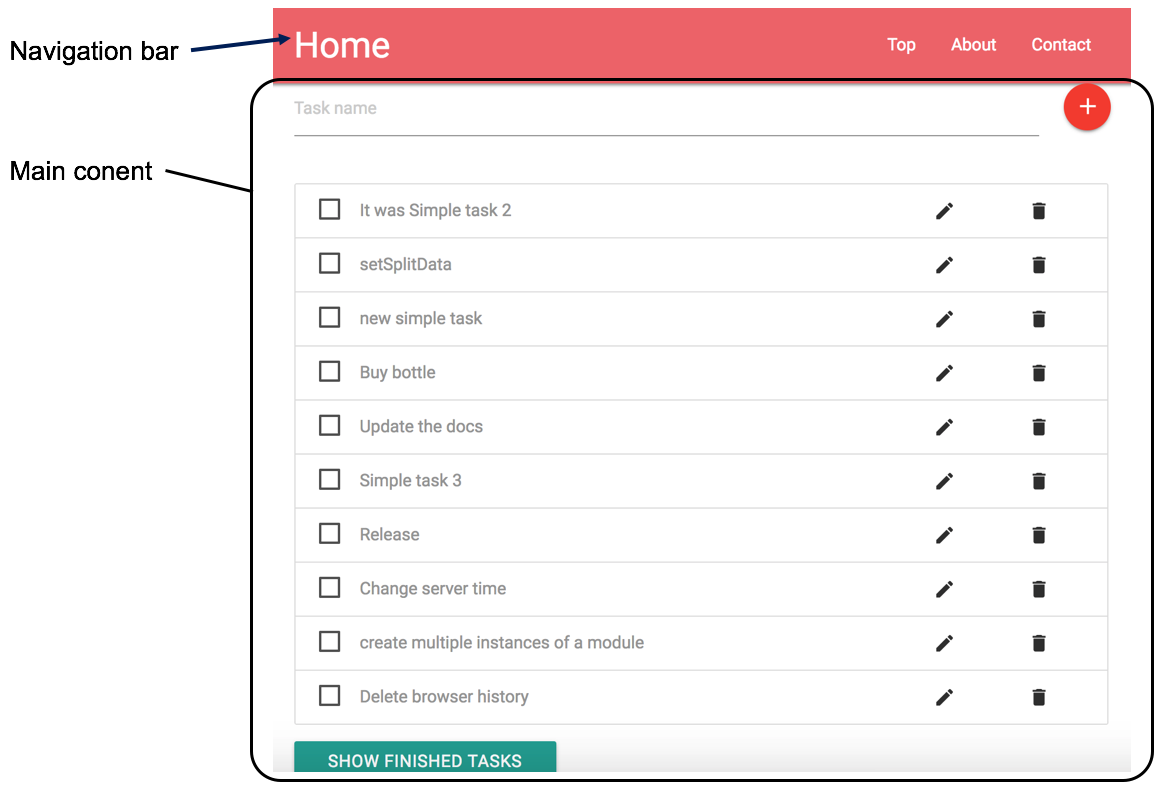 Navigation bar
Home Top About Contact
Task name
+
Main conent
It was Simple task 2
setSplitData
new simple task
Buy bottle
Update the docs
Simple task 3
Release
Change server time
create multiple instances of a module
Delete browser history
SHOW FINISHED TASKS